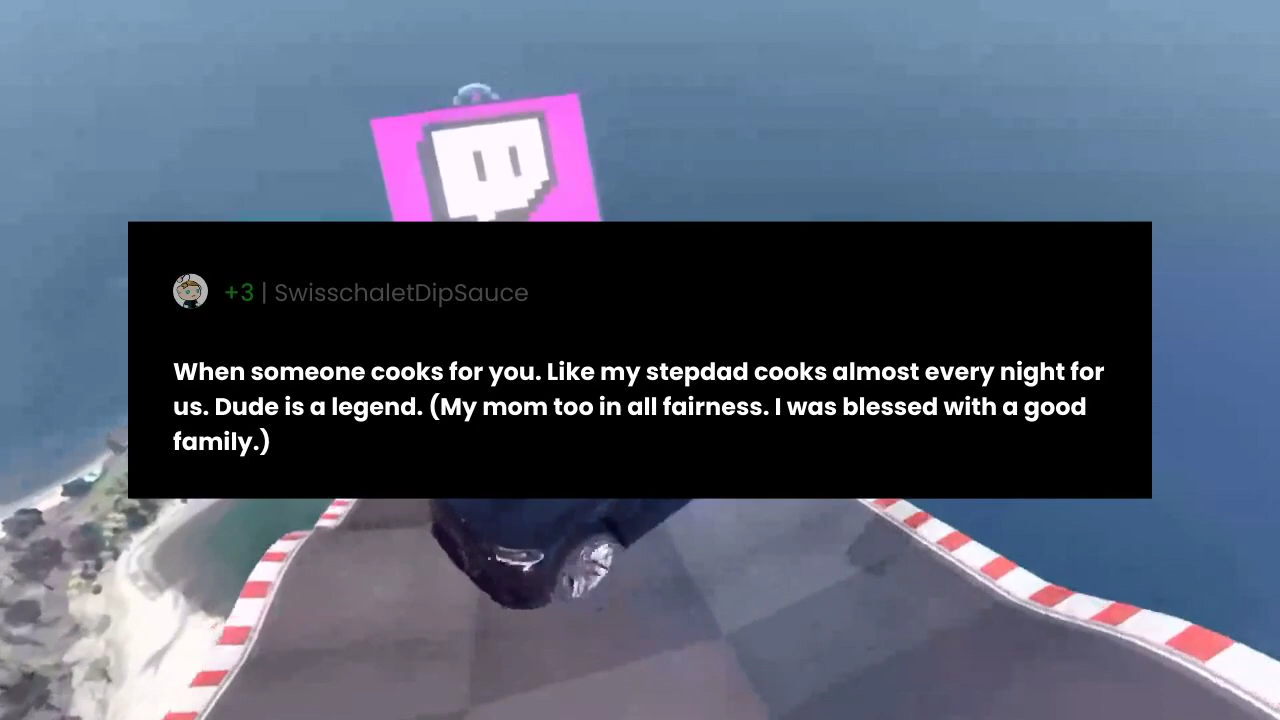 +3 | SwisschaletDipSauce
When someone cooks for you. Like my stepdad cooks almost every night for
us. Dude is a legend. (My mom too in all fairness. I was blessed with a good
family.)